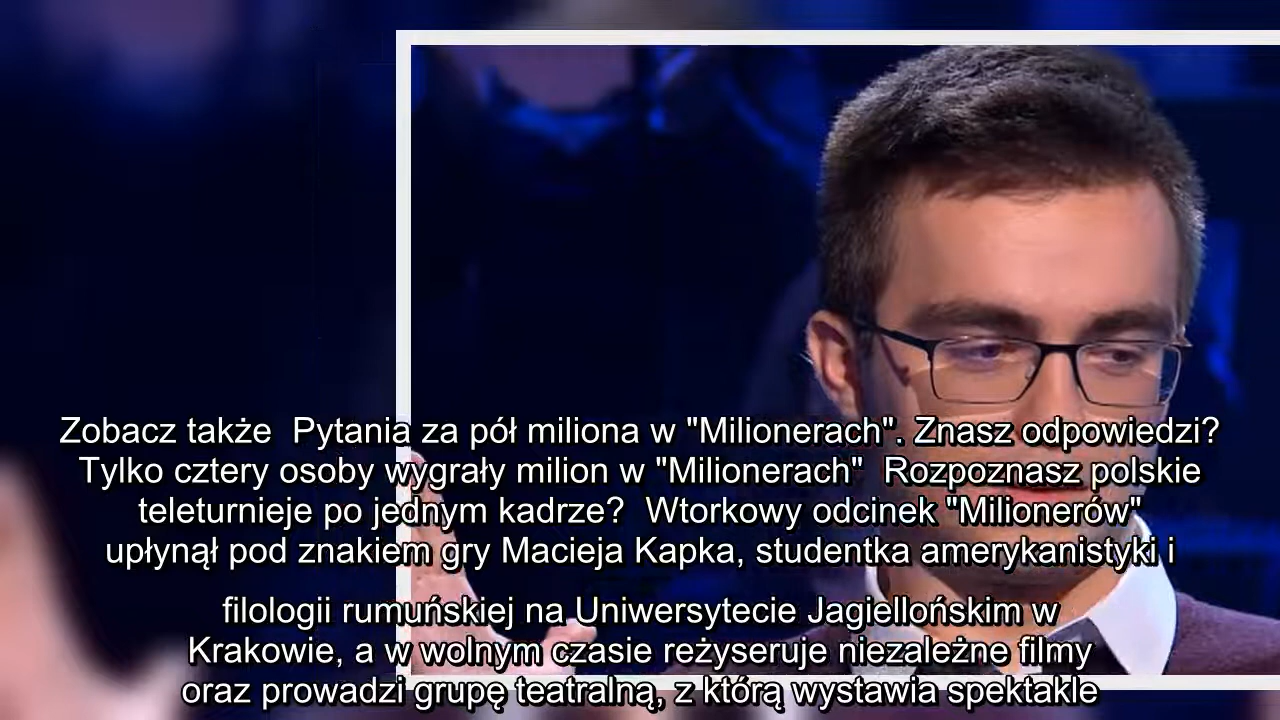 Zobacz także  Pytania za pół miliona w "Milionerach". Znasz odpowiedzi?
Tylko cztery osoby wygrały milion w "Milionerach"  Rozpoznasz polskie
teleturnieje po jednym kadrze?  Wtorkowy odcinek "Milionerów"
upłynął pod znakiem gry Macieja Kapka, studentka amerykanistyki i
filologii rumuńskiej na Uniwersytecie Jagiellońskim w
Krakowie, a w wolnym czasie reżyseruje niezależne filmy
oraz prowadzi grupę teatralną, z którą wystawia spektakle